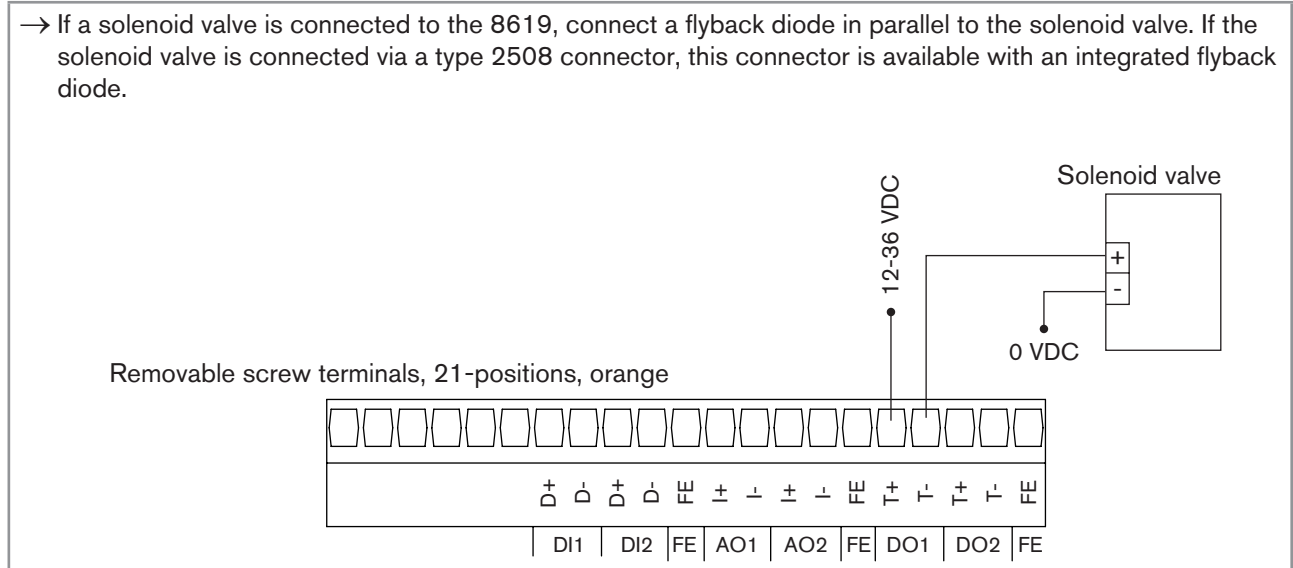 → If a solenoid valve is connected to the 8619, connect a flyback diode in parallel to the solenoid valve. If the
solenoid valve is connected via a type 2508 connector, this connector is available with an integrated flyback
diode.
Solenoid valve
12-36 VDC
+
-
0 VDC
Removable screw terminals, 21-positions, orange
D+ D- D+ D- FE I+ I- I+ I- FE T+ T- T+ T- FE
DI1 DI2 FE AO1 AO2 FE DO1 DO2 FE